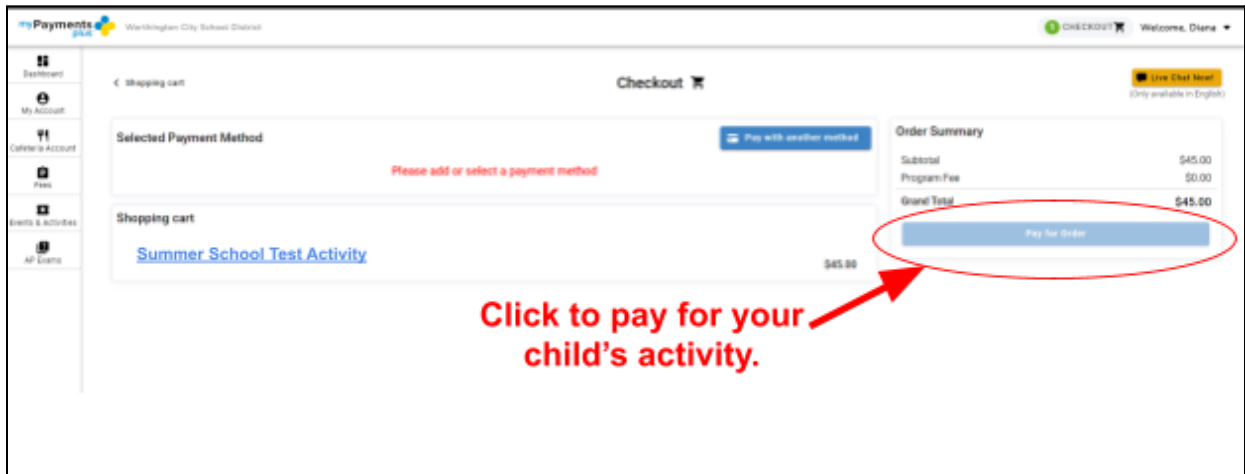 myPayments plus Worthington City School District
1 CHECKOUT Welcome, Diana
Dashboard
My Account
Cafeteria Account
Fees
Events & Activities
AP Exams
Shopping cart
Checkout
Live Chat Now!
(Only available in English)
Selected Payment Method
Pay with another method
Please add or select a payment method
Shopping cart
Summer School Test Activity
$45.00
Order Summary
Subtotal $45.00
Program Fee $0.00
Grand Total $45.00
Pay for Order
Click to pay for your
child’s activity.